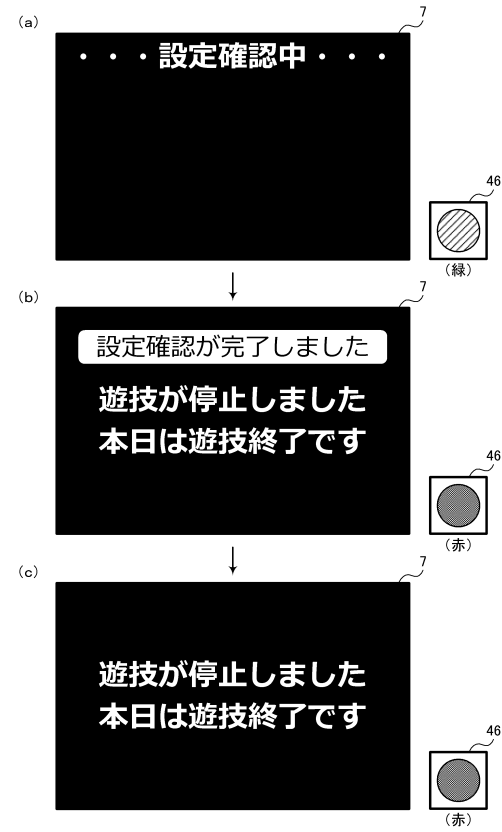 (a)
7
・・・設定確認中・・・
46
(緑)
(b)
7
設定確認が完了しました
遊技が停止しました
本日は遊技終了です
46
(赤)
(c)
7
遊技が停止しました
本日は遊技終了です
46
(赤)